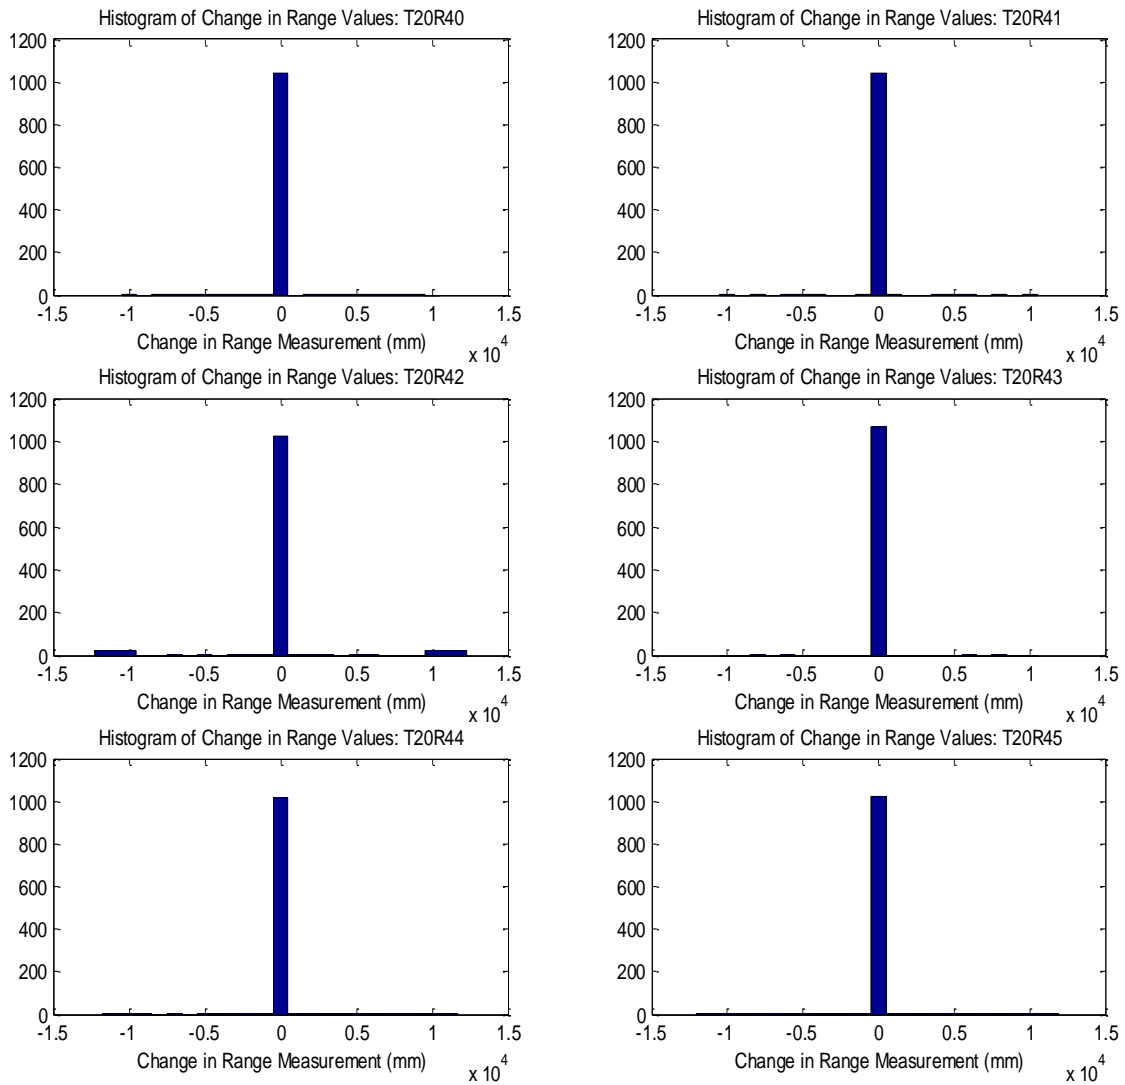 Histogram of Change in Range Values: T20R40
1200
1000
800
600
400
200
0
-1.5 -1 -0.5 0 0.5 1 1.5
Change in Range Measurement (mm)
x 10^4
Histogram of Change in Range Values: T20R41
1200
1000
800
600
400
200
0
-1.5 -1 -0.5 0 0.5 1 1.5
Change in Range Measurement (mm)
x 10^4
Histogram of Change in Range Values: T20R42
1200
1000
800
600
400
200
0
-1.5 -1 -0.5 0 0.5 1 1.5
Change in Range Measurement (mm)
x 10^4
Histogram of Change in Range Values: T20R43
1200
1000
800
600
400
200
0
-1.5 -1 -0.5 0 0.5 1 1.5
Change in Range Measurement (mm)
x 10^4
Histogram of Change in Range Values: T20R44
1200
1000
800
600
400
200
0
-1.5 -1 -0.5 0 0.5 1 1.5
Change in Range Measurement (mm)
x 10^4
Histogram of Change in Range Values: T20R45
1200
1000
800
600
400
200
0
-1.5 -1 -0.5 0 0.5 1 1.5
Change in Range Measurement (mm)
x 10^4